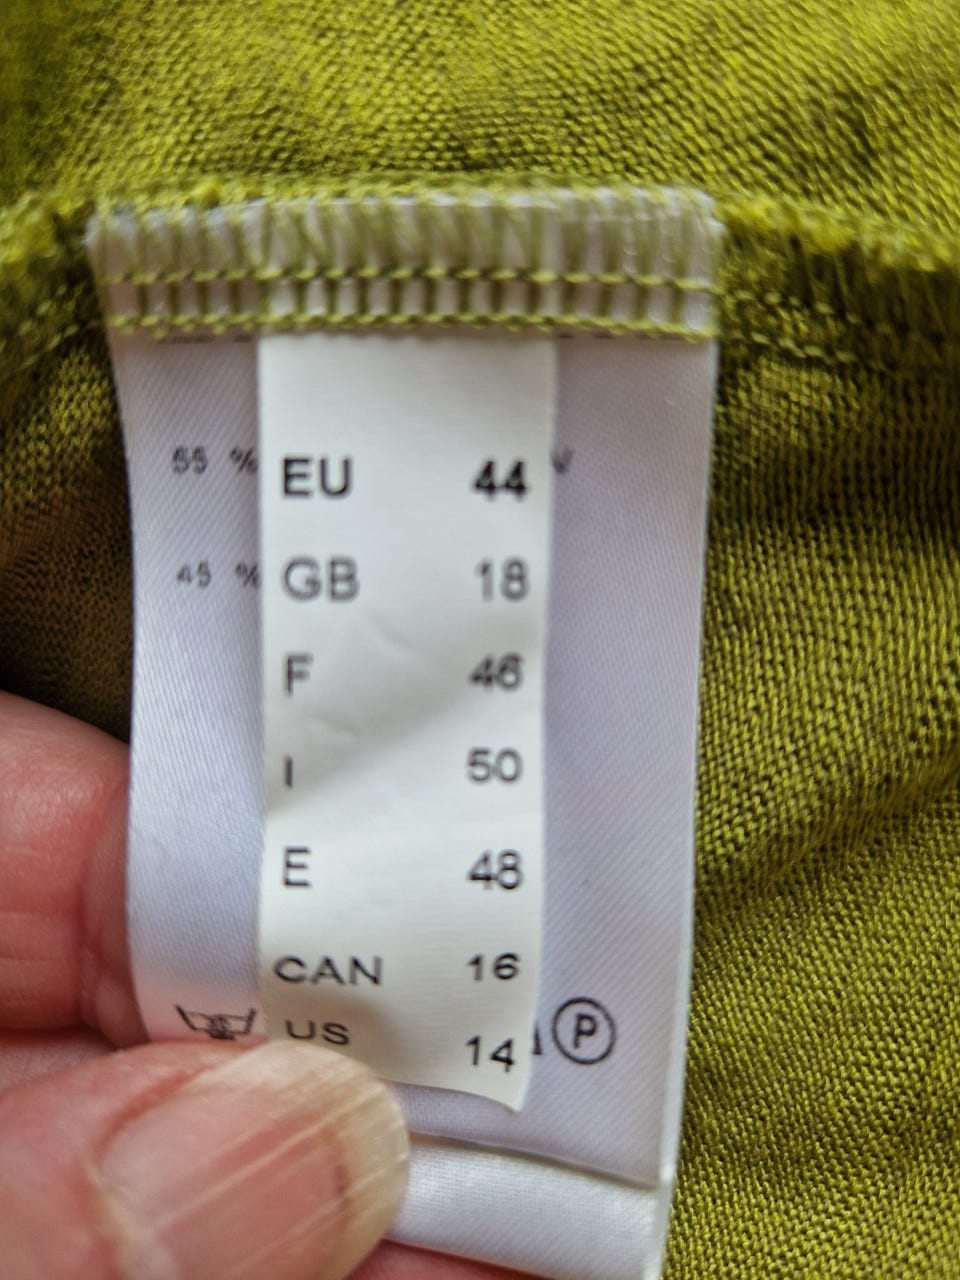 55 %
EU 44
45 %
GB 18
F 46
I 50
E 48
CAN 16
US 14
P